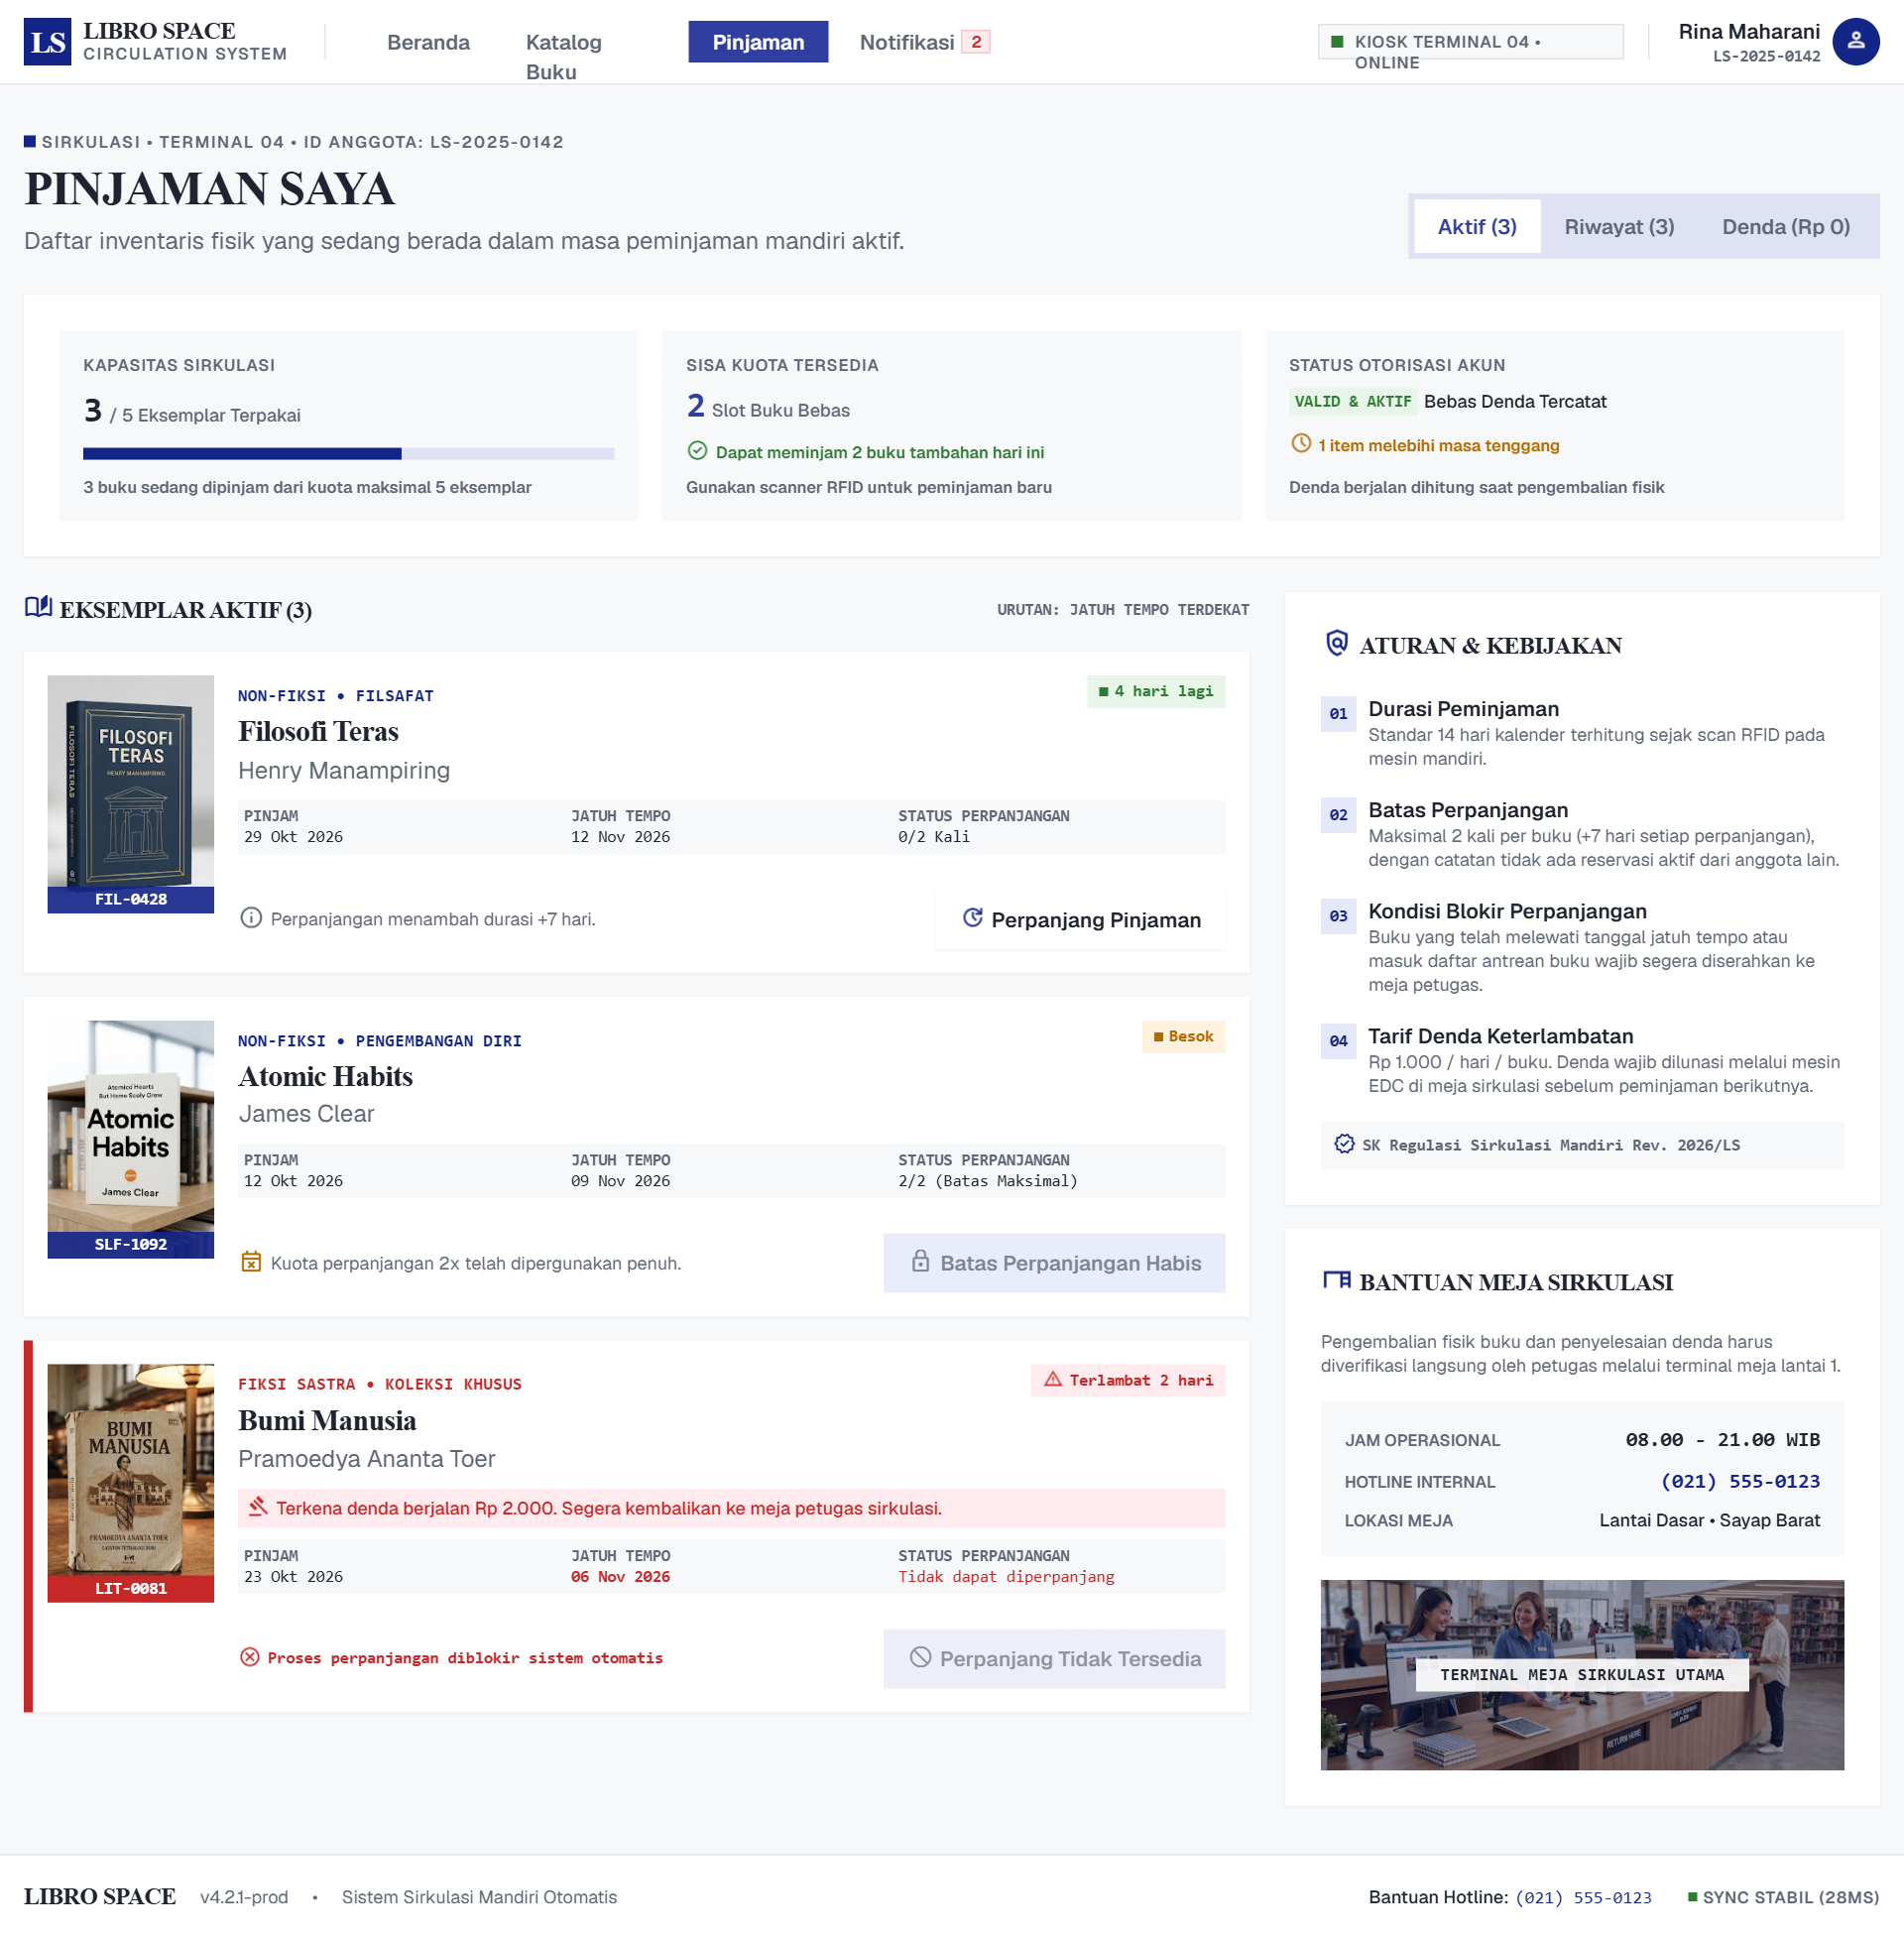 LS
LIBRO SPACE
CIRCULATION SYSTEM
Beranda
Katalog
Buku
Pinjaman
Notifikasi 2
KIOSK TERMINAL 04 •
ONLINE
Rina Maharani
LS-2025-0142
SIRKULASI • TERMINAL 04 • ID ANGGOTA: LS-2025-0142
PINJAMAN SAYA
Daftar inventaris fisik yang sedang berada dalam masa peminjaman mandiri aktif.
Aktif (3)
Riwayat (3)
Denda (Rp 0)
KAPASITAS SIRKULASI
3 / 5 Eksemplar Terpakai
3 buku sedang dipinjam dari kuota maksimal 5 eksemplar
SISA KUOTA TERSEDIA
2 Slot Buku Bebas
Dapat meminjam 2 buku tambahan hari ini
Gunakan scanner RFID untuk peminjaman baru
STATUS OTORISASI AKUN
VALID & AKTIF Bebas Denda Tercatat
1 item melebihi masa tenggang
Denda berjalan dihitung saat pengembalian fisik
EKSEMPLAR AKTIF (3)
URUTAN: JATUH TEMPO TERDEKAT
FILOSOFI TERAS
FILOSOFI
TERAS
HENRY MANAMPIRING
FIL-0428
NON-FIKSI • FILSAFAT
4 hari lagi
Filosofi Teras
Henry Manampiring
PINJAM
29 Okt 2026
JATUH TEMPO
12 Nov 2026
STATUS PERPANJANGAN
0/2 Kali
Perpanjangan menambah durasi +7 hari.
Perpanjang Pinjaman
Atomic
Habits
James Clear
SLF-1092
NON-FIKSI • PENGEMBANGAN DIRI
Besok
Atomic Habits
James Clear
PINJAM
12 Okt 2026
JATUH TEMPO
09 Nov 2026
STATUS PERPANJANGAN
2/2 (Batas Maksimal)
Kuota perpanjangan 2x telah dipergunakan penuh.
Batas Perpanjangan Habis
BUMI
MANUSIA
PRAMOEDYA ANANTA TOER
LIT-0081
FIKSI SASTRA • KOLEKSI KHUSUS
Terlambat 2 hari
Bumi Manusia
Pramoedya Ananta Toer
Terkena denda berjalan Rp 2.000. Segera kembalikan ke meja petugas sirkulasi.
PINJAM
23 Okt 2026
JATUH TEMPO
06 Nov 2026
STATUS PERPANJANGAN
Tidak dapat diperpanjang
Proses perpanjangan diblokir sistem otomatis
Perpanjang Tidak Tersedia
ATURAN & KEBIJAKAN
01
Durasi Peminjaman
Standar 14 hari kalender terhitung sejak scan RFID pada
mesin mandiri.
02
Batas Perpanjangan
Maksimal 2 kali per buku (+7 hari setiap perpanjangan),
dengan catatan tidak ada reservasi aktif dari anggota lain.
03
Kondisi Blokir Perpanjangan
Buku yang telah melewati tanggal jatuh tempo atau
masuk daftar antrean buku wajib segera diserahkan ke
meja petugas.
04
Tarif Denda Keterlambatan
Rp 1.000 / hari / buku. Denda wajib dilunasi melalui mesin
EDC di meja sirkulasi sebelum peminjaman berikutnya.
SK Regulasi Sirkulasi Mandiri Rev. 2026/LS
BANTUAN MEJA SIRKULASI
Pengembalian fisik buku dan penyelesaian denda harus
diverifikasi langsung oleh petugas melalui terminal meja lantai 1.
JAM OPERASIONAL
08.00 - 21.00 WIB
HOTLINE INTERNAL
(021) 555-0123
LOKASI MEJA
Lantai Dasar • Sayap Barat
TERMINAL MEJA SIRKULASI UTAMA
RETURN HERE
LIBRO SPACE
v4.2.1-prod
•
Sistem Sirkulasi Mandiri Otomatis
Bantuan Hotline: (021) 555-0123
SYNC STABIL (28MS)